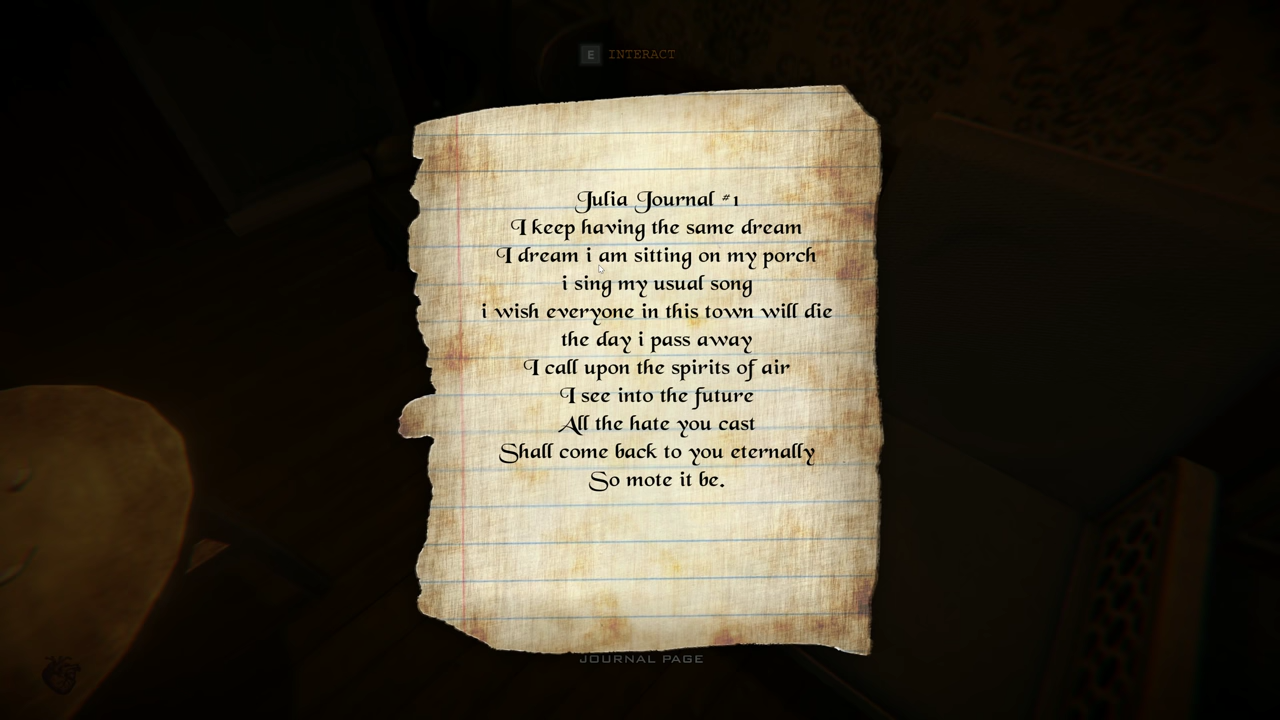 E INTERACT
Julia Journal #1
I keep having the same dream
I dream i am sitting on my porch
i sing my usual song
i wish everyone in this town will die
the day i pass away
I call upon the spirits of air
I see into the future
All the hate you cast
Shall come back to you eternally
So mote it be.
JOURNAL PAGE